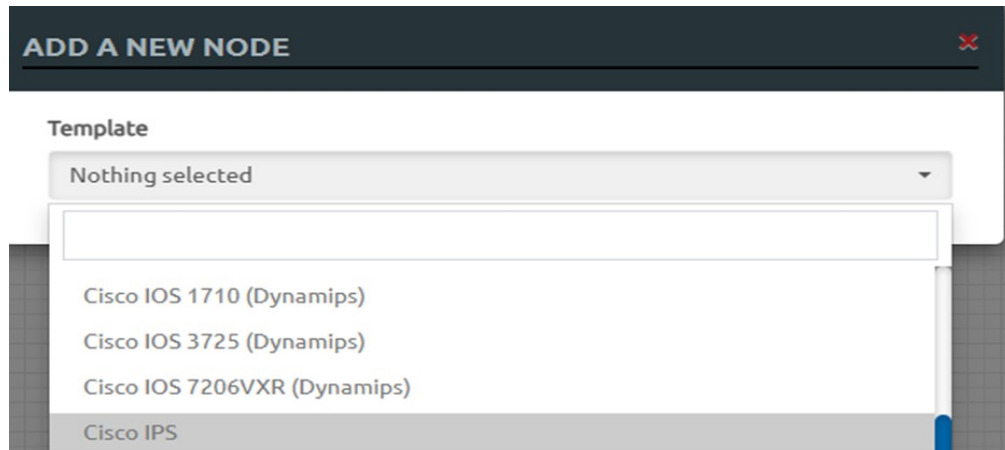 ADD A NEW NODE
Template
Nothing selected
Cisco IOS 1710 (Dynamips)
Cisco IOS 3725 (Dynamips)
Cisco IOS 7206VXR (Dynamips)
Cisco IPS